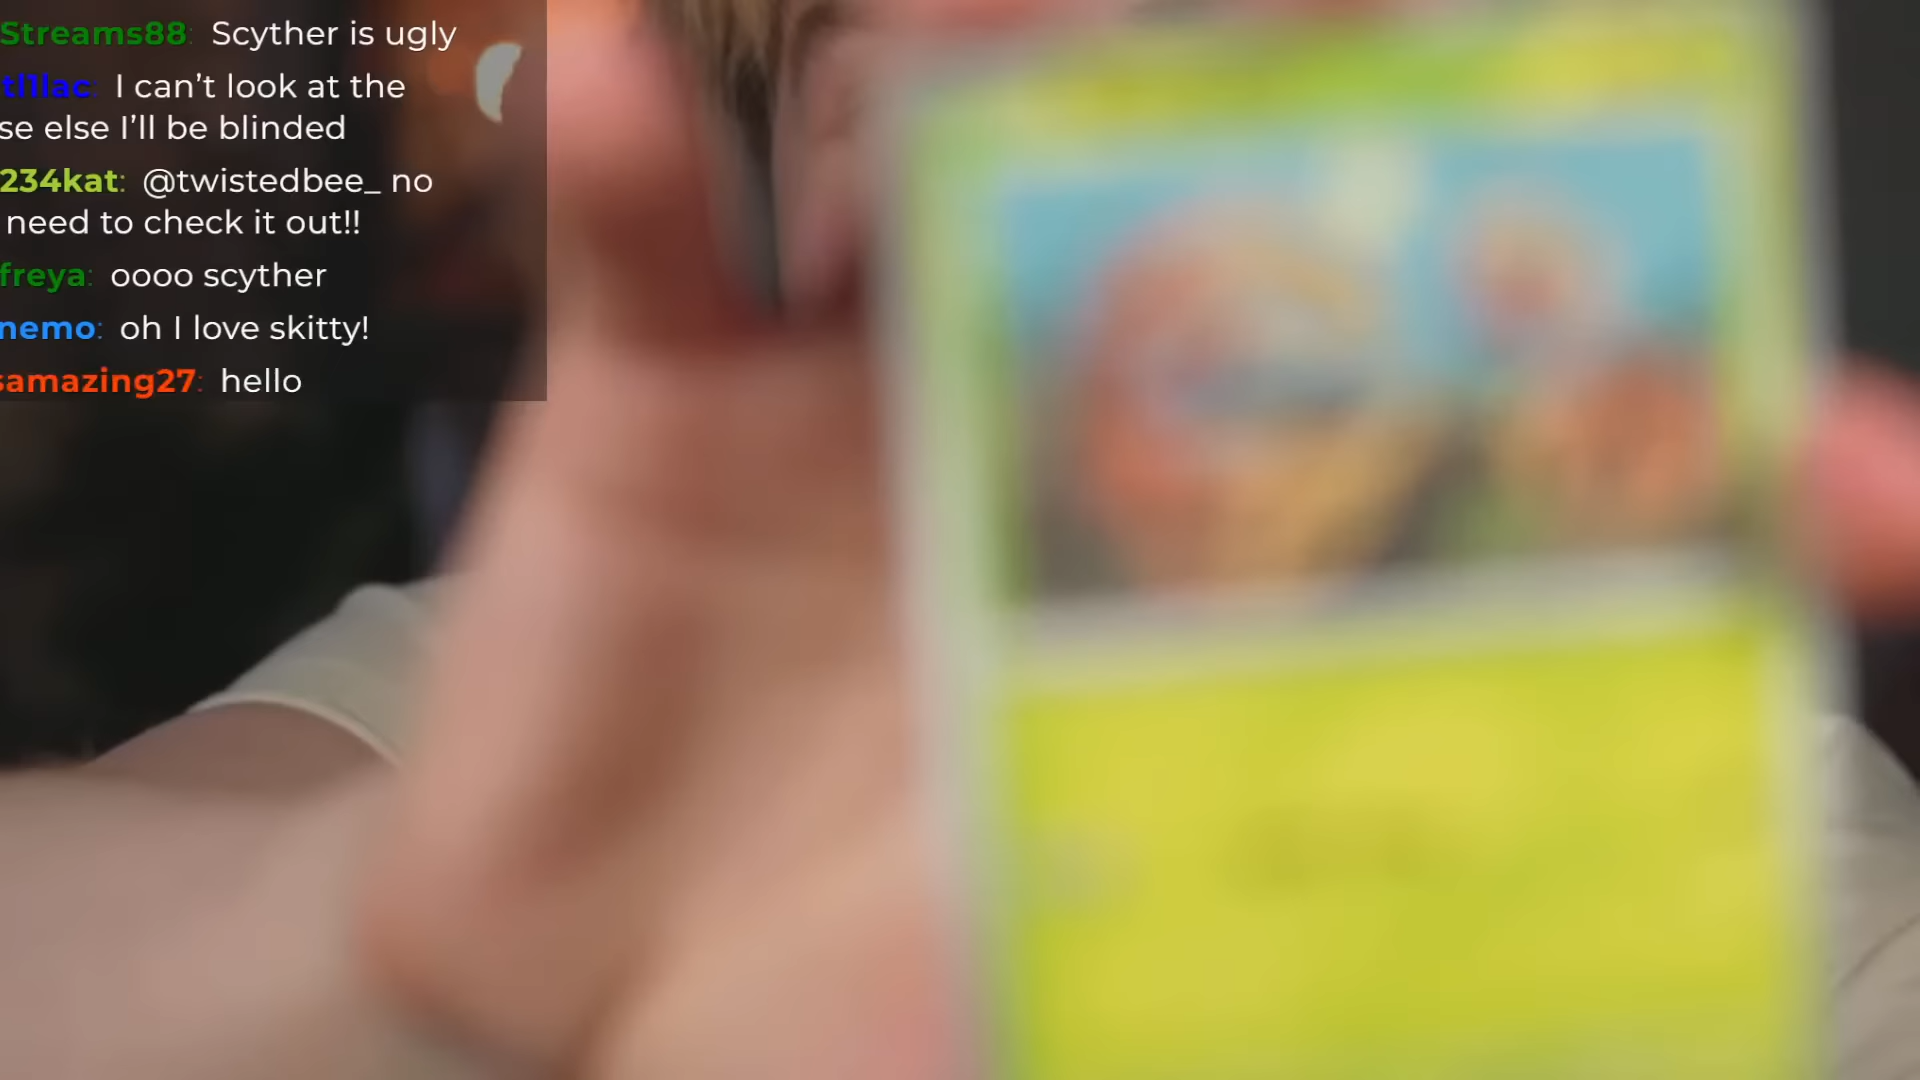 Streams88: Scyther is ugly
tl1lac: I can't look at the
se else I'll be blinded
234kat: @twistedbee_ no
need to check it out!!
freya: oooo scyther
nemo: oh I love skitty!
samazing27: hello